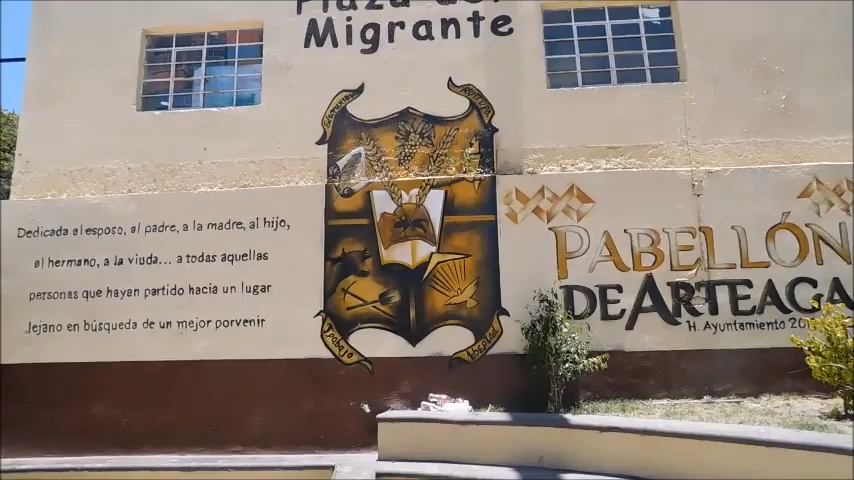 Migrante
Dedicada al esposo, al padre, a la madre, al hijo,
al hermano, a la viuda... a todas aquellas
personas que hayan partido hacia un lugar
lejano en búsqueda de un mejor porvenir
Trabajo
PABELLÓN
DE ARTEAGA
H. Ayuntamiento